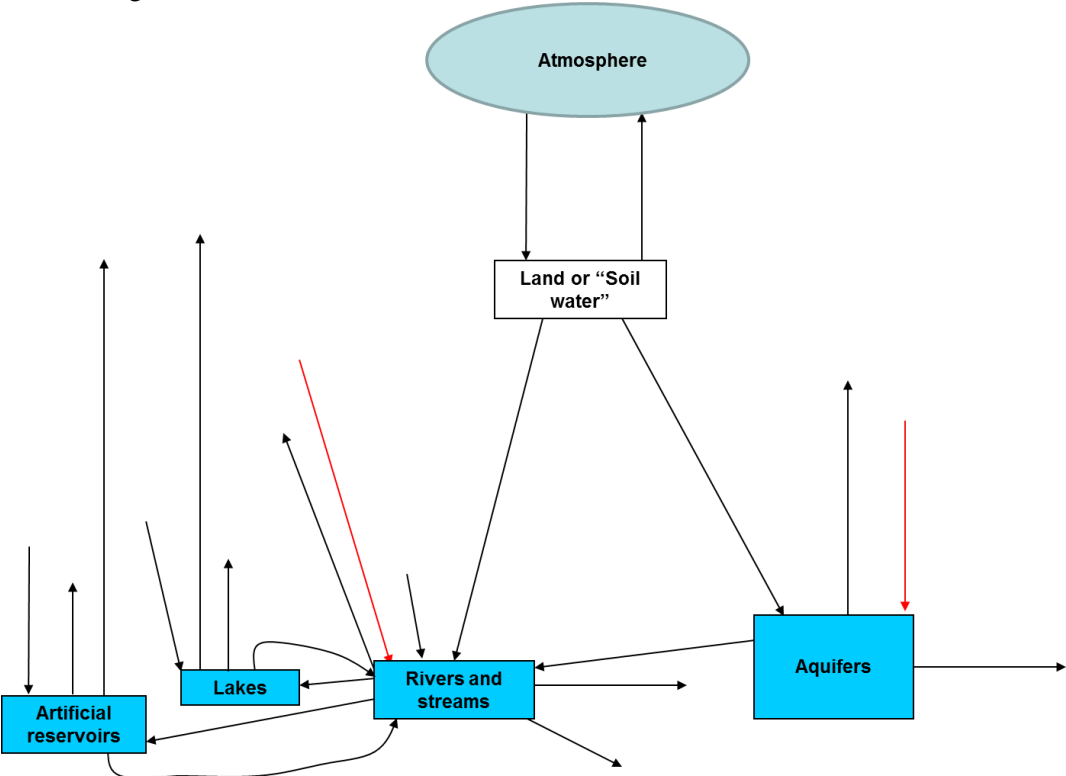 Atmosphere
Land or “Soil
water”
Aquifers
Rivers and
streams
Lakes
Artificial
reservoirs